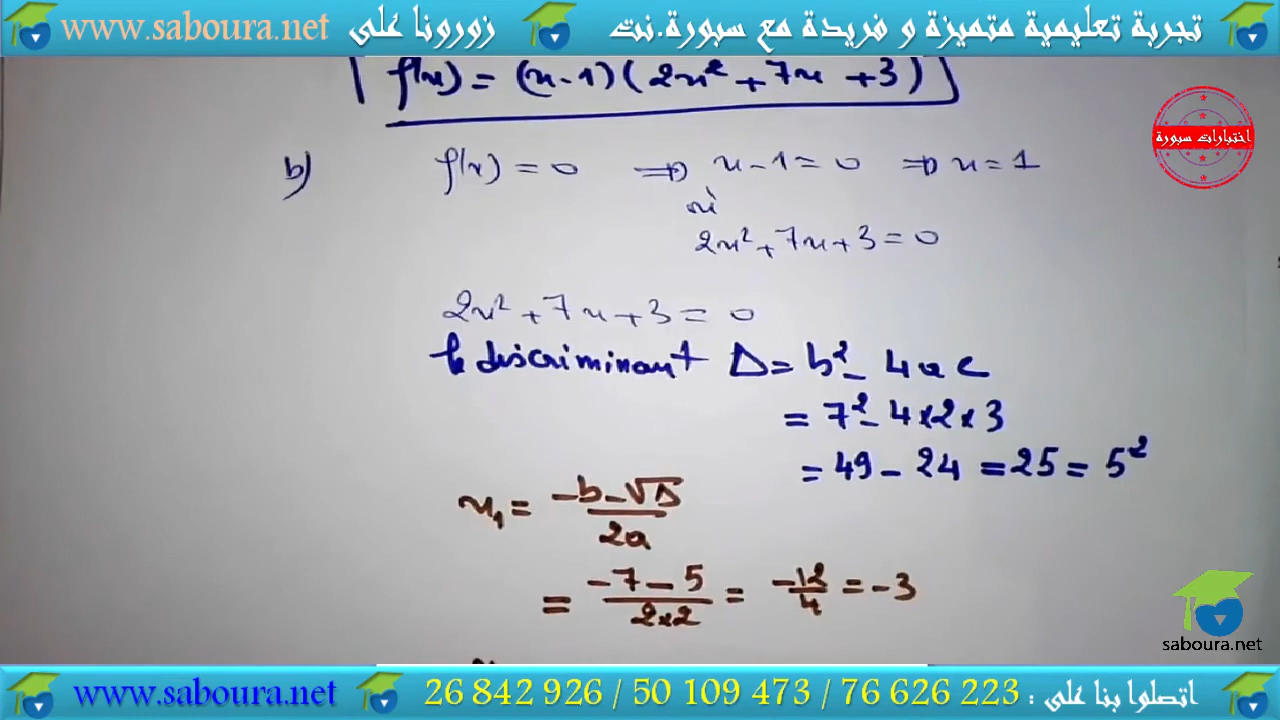 www.saboura.net تجربة تعليمية متميزة و فريدة مع سبورة.نت زورونا على
f(x) = (x-1)(2x² + 7x + 3)
اختبارات سبورة
b) f(x) = 0 ⇒ x - 1 = 0 ⇒ x = 1
où
2x² + 7x + 3 = 0
2x² + 7x + 3 = 0
le discriminant Δ = b² - 4ac
= 7² - 4×2×3
= 49 - 24 = 25 = 5²
x₁ = (-b - √Δ) / 2a
= (-7 - 5) / (2×2) = -12/4 = -3
saboura.net
www.saboura.net 26 842 926 / 50 109 473 / 76 626 223 : اتصلوا بنا على